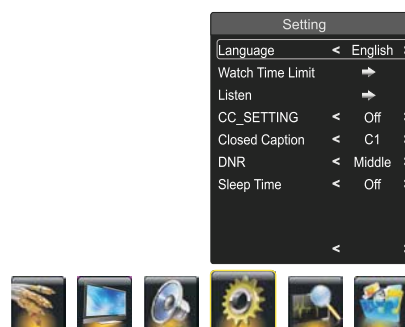 Setting
Language < English >
Watch Time Limit
Listen
CC_SETTING < Off >
Closed Caption < C1 >
DNR < Middle >
Sleep Time < Off >
< >